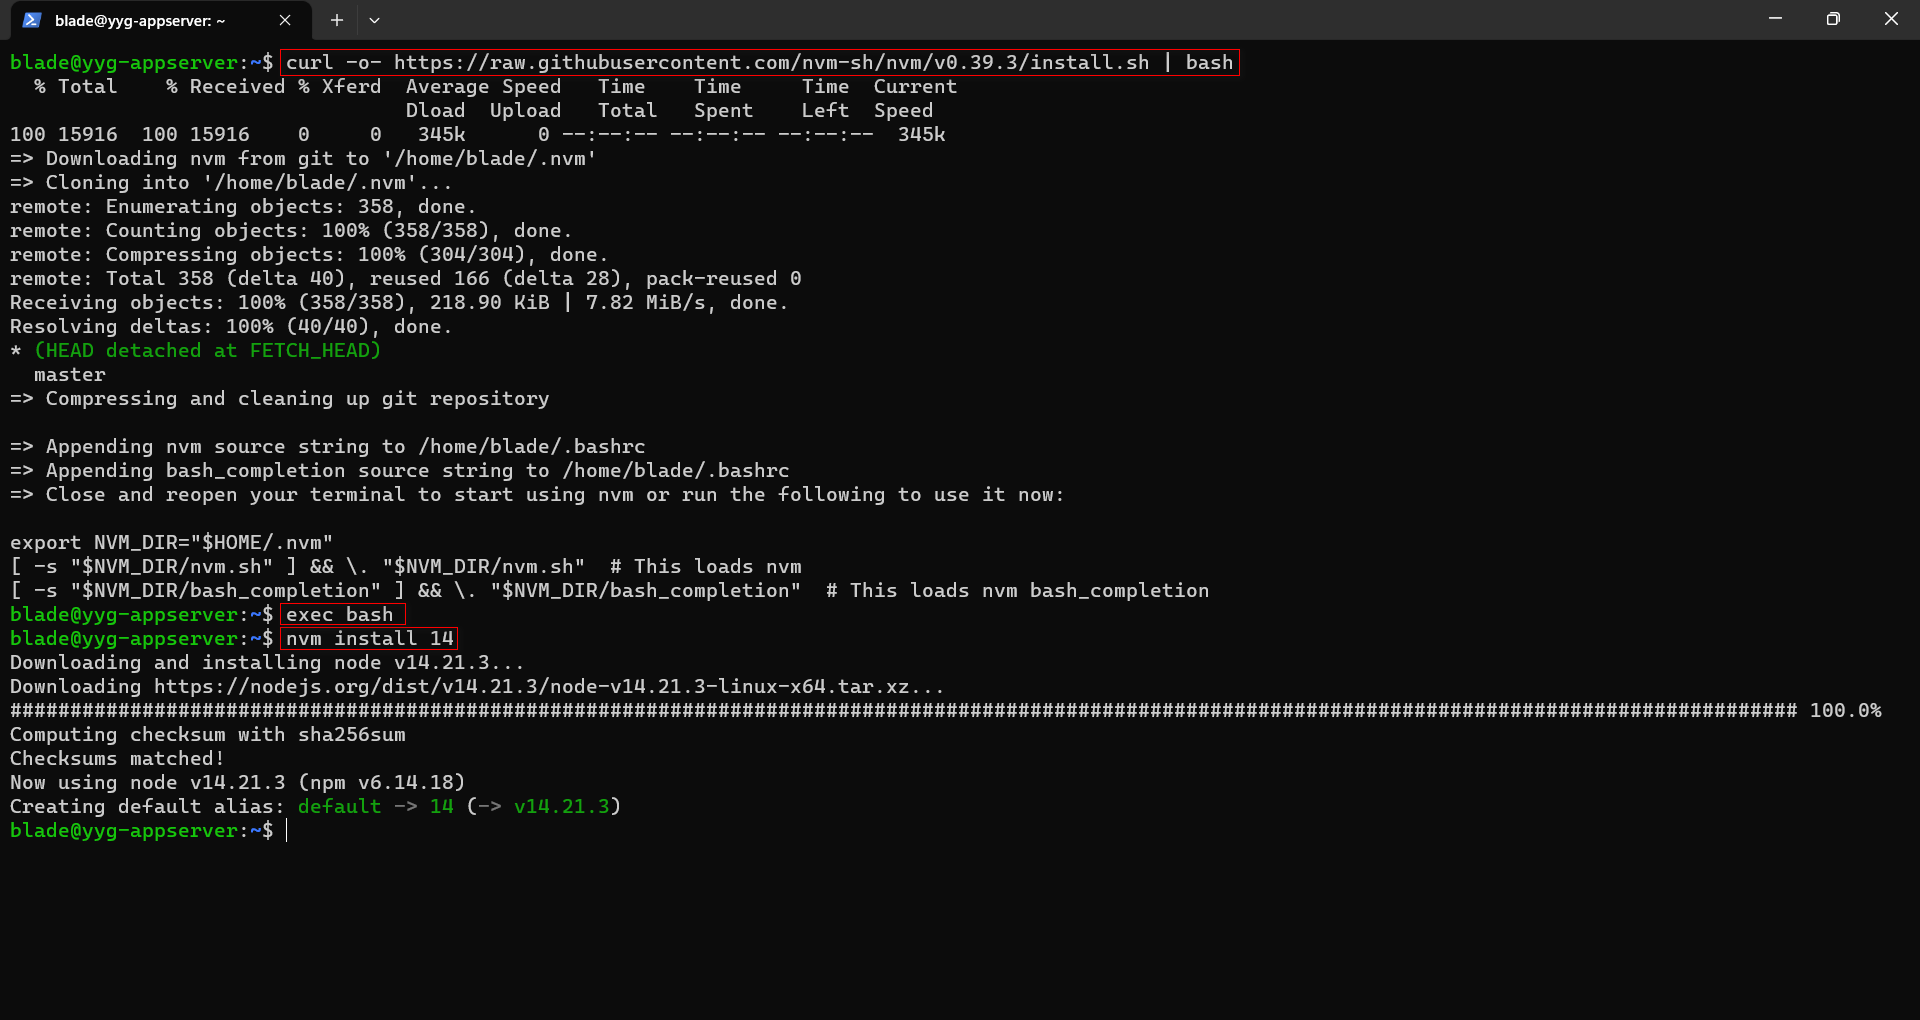 blade@yyg-appserver: ~
blade@yyg-appserver:~$ curl -o- https://raw.githubusercontent.com/nvm-sh/nvm/v0.39.3/install.sh | bash
  % Total    % Received % Xferd  Average Speed   Time    Time     Time  Current
                                 Dload  Upload   Total   Spent    Left  Speed
100 15916  100 15916    0     0   345k      0 --:--:-- --:--:-- --:--:--  345k
=> Downloading nvm from git to '/home/blade/.nvm'
=> Cloning into '/home/blade/.nvm'...
remote: Enumerating objects: 358, done.
remote: Counting objects: 100% (358/358), done.
remote: Compressing objects: 100% (304/304), done.
remote: Total 358 (delta 40), reused 166 (delta 28), pack-reused 0
Receiving objects: 100% (358/358), 218.90 KiB | 7.82 MiB/s, done.
Resolving deltas: 100% (40/40), done.
* (HEAD detached at FETCH_HEAD)
  master
=> Compressing and cleaning up git repository

=> Appending nvm source string to /home/blade/.bashrc
=> Appending bash_completion source string to /home/blade/.bashrc
=> Close and reopen your terminal to start using nvm or run the following to use it now:

export NVM_DIR="$HOME/.nvm"
[ -s "$NVM_DIR/nvm.sh" ] && \. "$NVM_DIR/nvm.sh"  # This loads nvm
[ -s "$NVM_DIR/bash_completion" ] && \. "$NVM_DIR/bash_completion"  # This loads nvm bash_completion
blade@yyg-appserver:~$ exec bash
blade@yyg-appserver:~$ nvm install 14
Downloading and installing node v14.21.3...
Downloading https://nodejs.org/dist/v14.21.3/node-v14.21.3-linux-x64.tar.xz...
##################################################################################################################################################### 100.0%
Computing checksum with sha256sum
Checksums matched!
Now using node v14.21.3 (npm v6.14.18)
Creating default alias: default -> 14 (-> v14.21.3)
blade@yyg-appserver:~$